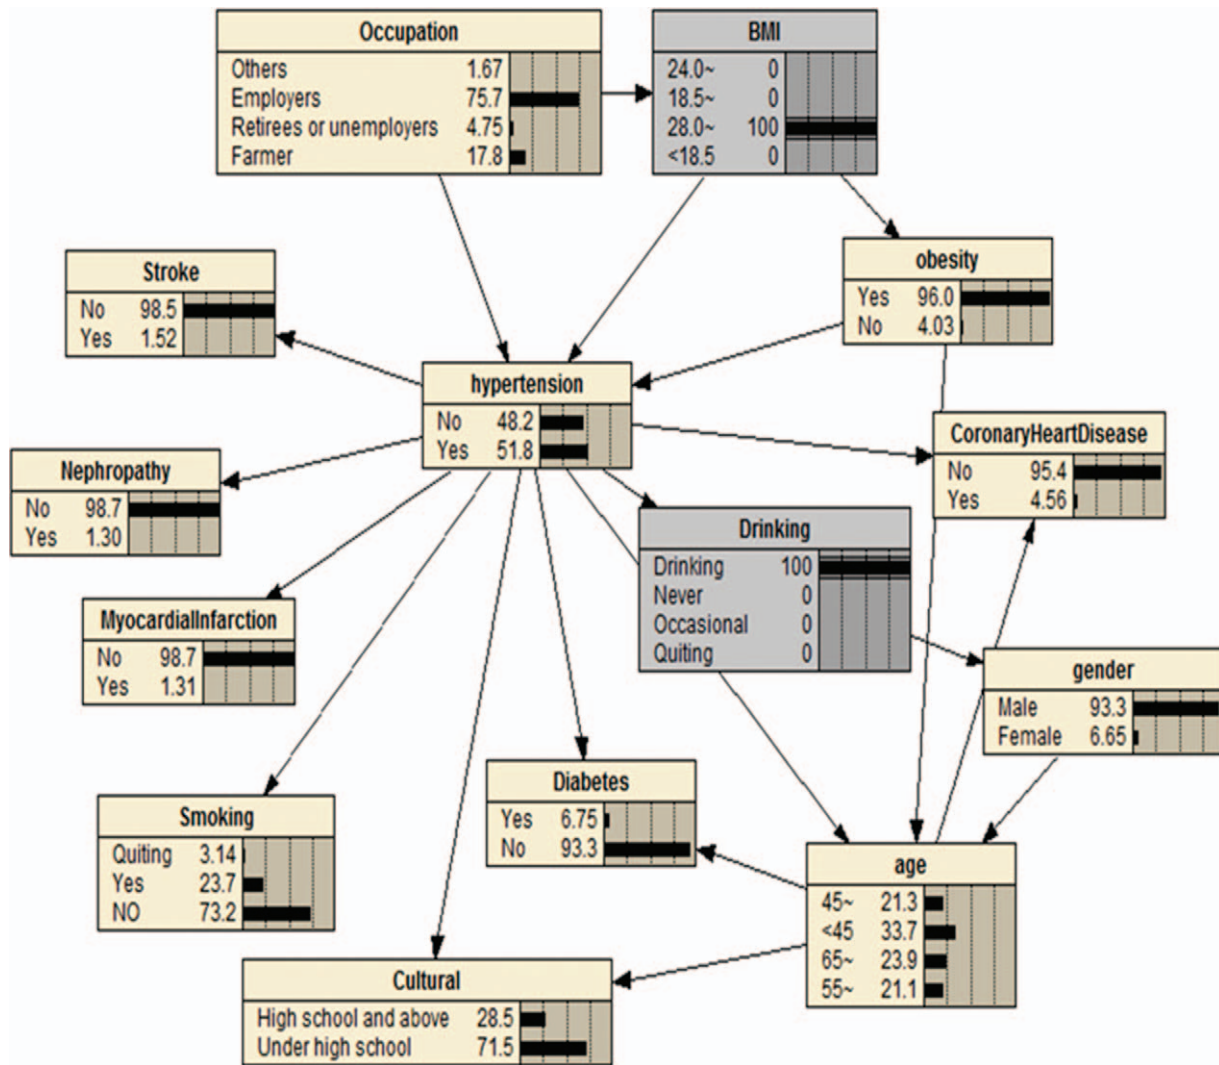 Occupation
Others 1.67
Employers 75.7
Retirees or unemployers 4.75
Farmer 17.8
BMI
24.0~ 0
18.5~ 0
28.0~ 100
<18.5 0
Stroke
No 98.5
Yes 1.52
obesity
Yes 96.0
No 4.03
hypertension
No 48.2
Yes 51.8
CoronaryHeartDisease
No 95.4
Yes 4.56
Nephropathy
No 98.7
Yes 1.30
Drinking
Drinking 100
Never 0
Occasional 0
Quiting 0
MyocardialInfarction
No 98.7
Yes 1.31
gender
Male 93.3
Female 6.65
Diabetes
Yes 6.75
No 93.3
Smoking
Quiting 3.14
Yes 23.7
NO 73.2
age
45~ 21.3
<45 33.7
65~ 23.9
55~ 21.1
Cultural
High school and above 28.5
Under high school 71.5